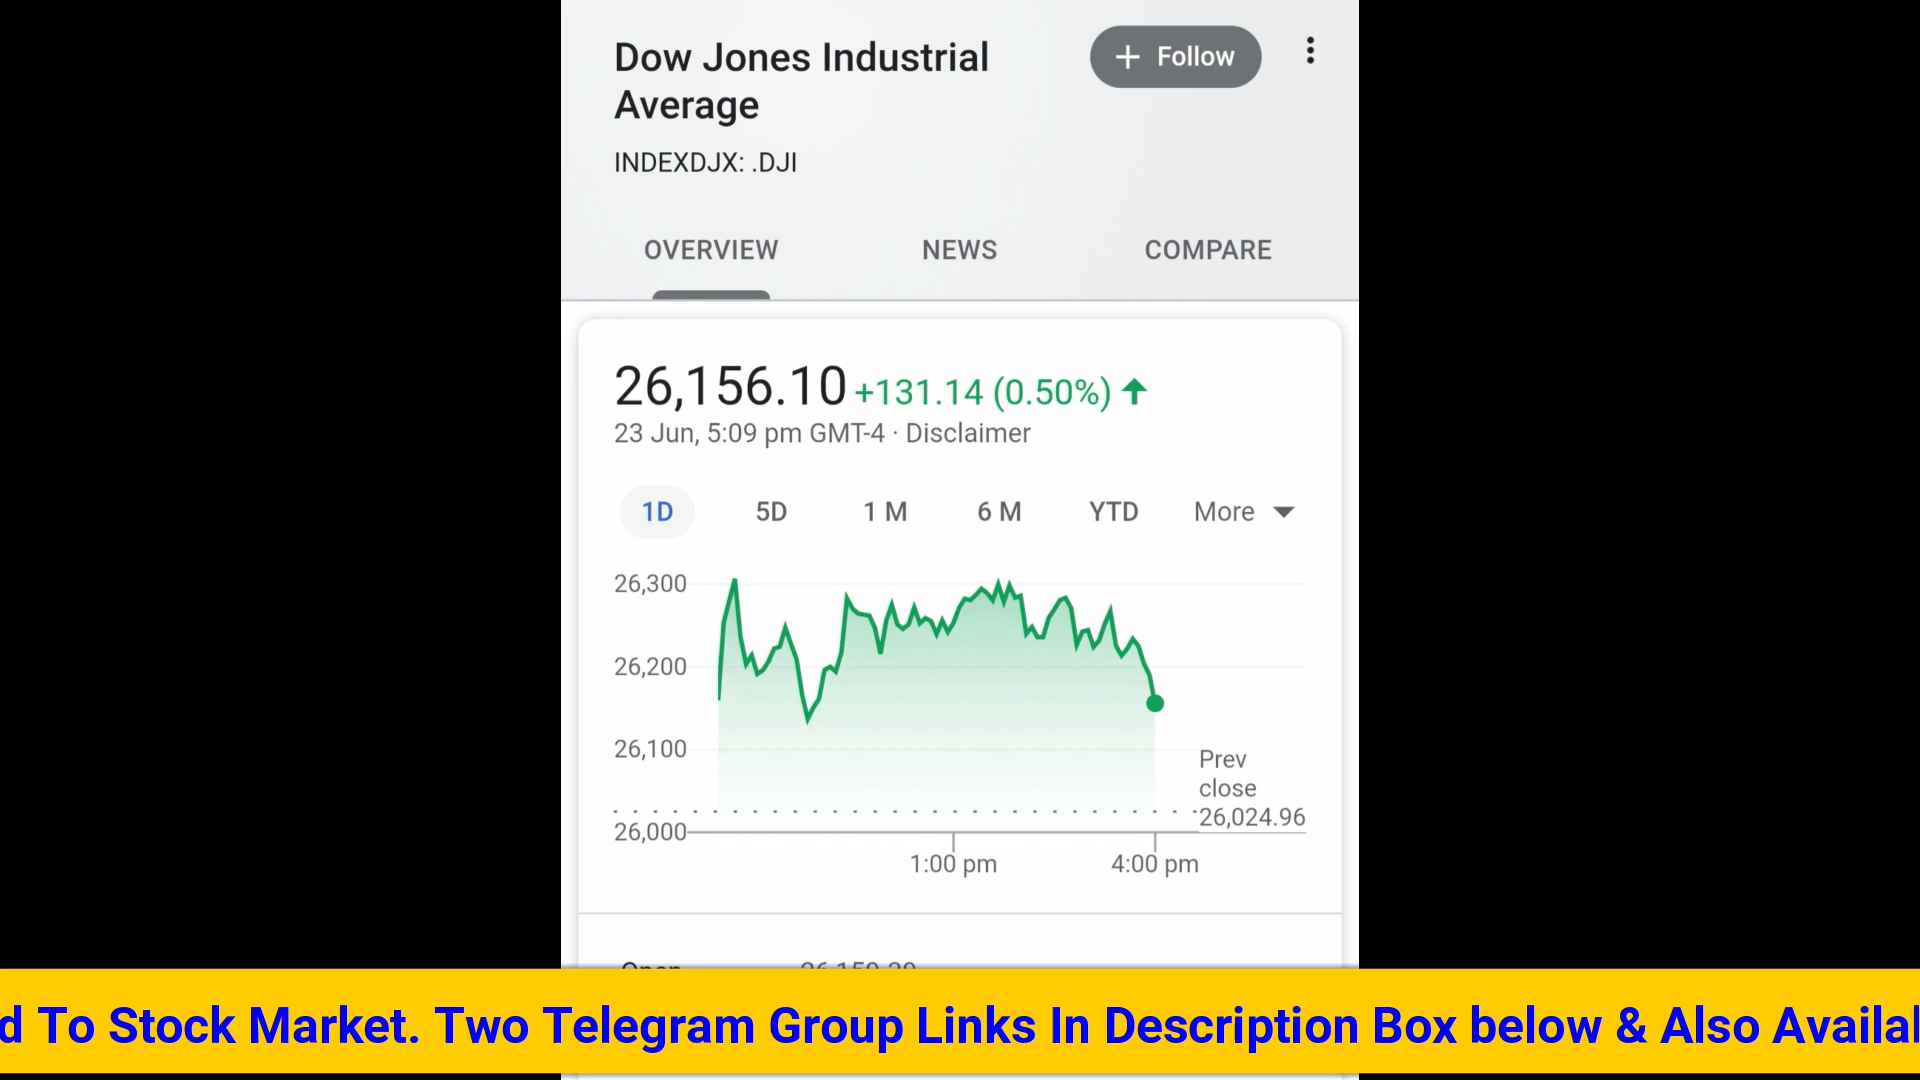 Dow Jones Industrial
Average
+ Follow
INDEXDJX: .DJI
OVERVIEW NEWS COMPARE
26,156.10 +131.14 (0.50%)
23 Jun, 5:09 pm GMT-4 · Disclaimer
1D 5D 1 M 6 M YTD More
26,300
26,200
26,100
26,000
Prev
close
26,024.96
1:00 pm 4:00 pm
Open
d To Stock Market. Two Telegram Group Links In Description Box below & Also Availa